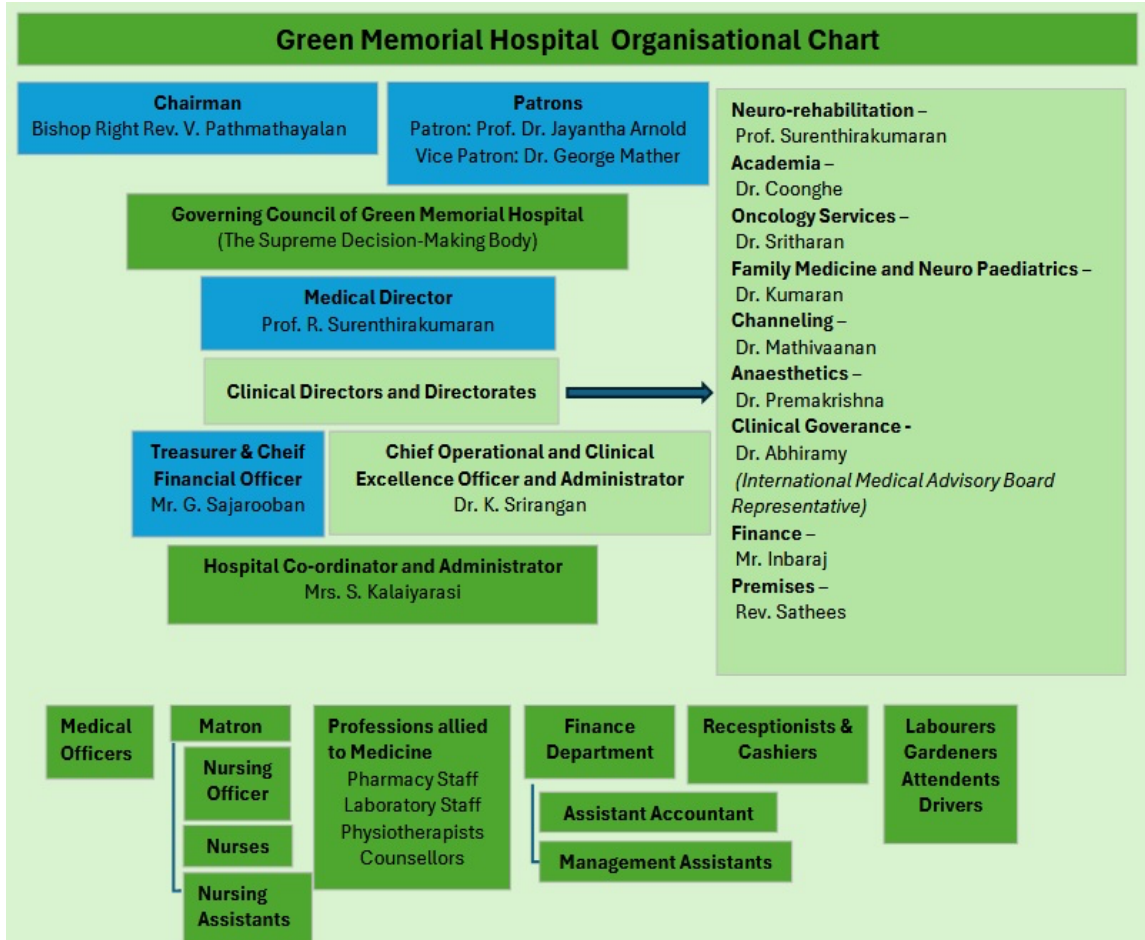 Green Memorial Hospital Organisational Chart
Chairman
Bishop Right Rev. V. Pathmathayalan
Patrons
Patron: Prof. Dr. Jayantha Arnold
Vice Patron: Dr. George Mather
Governing Council of Green Memorial Hospital
(The Supreme Decision-Making Body)
Medical Director
Prof. R. Surenthirakumaran
Clinical Directors and Directorates
Neuro-rehabilitation –
Prof. Surenthirakumaran
Academia –
Dr. Coonghe
Oncology Services –
Dr. Sritharan
Family Medicine and Neuro Paediatrics –
Dr. Kumaran
Channeling –
Dr. Mathivaanan
Anaesthetics –
Dr. Premakrishna
Clinical Goverance -
Dr. Abhiramy
(International Medical Advisory Board
Representative)
Finance –
Mr. Inbaraj
Premises –
Rev. Sathees
Treasurer & Cheif
Financial Officer
Mr. G. Sajarooban
Chief Operational and Clinical
Excellence Officer and Administrator
Dr. K. Srirangan
Hospital Co-ordinator and Administrator
Mrs. S. Kalaiyarasi
Medical
Officers
Matron
Nursing
Officer
Nurses
Nursing
Assistants
Professions allied
to Medicine
Pharmacy Staff
Laboratory Staff
Physiotherapists
Counsellors
Finance
Department
Assistant Accountant
Management Assistants
Recesptionists &
Cashiers
Labourers
Gardeners
Attendents
Drivers